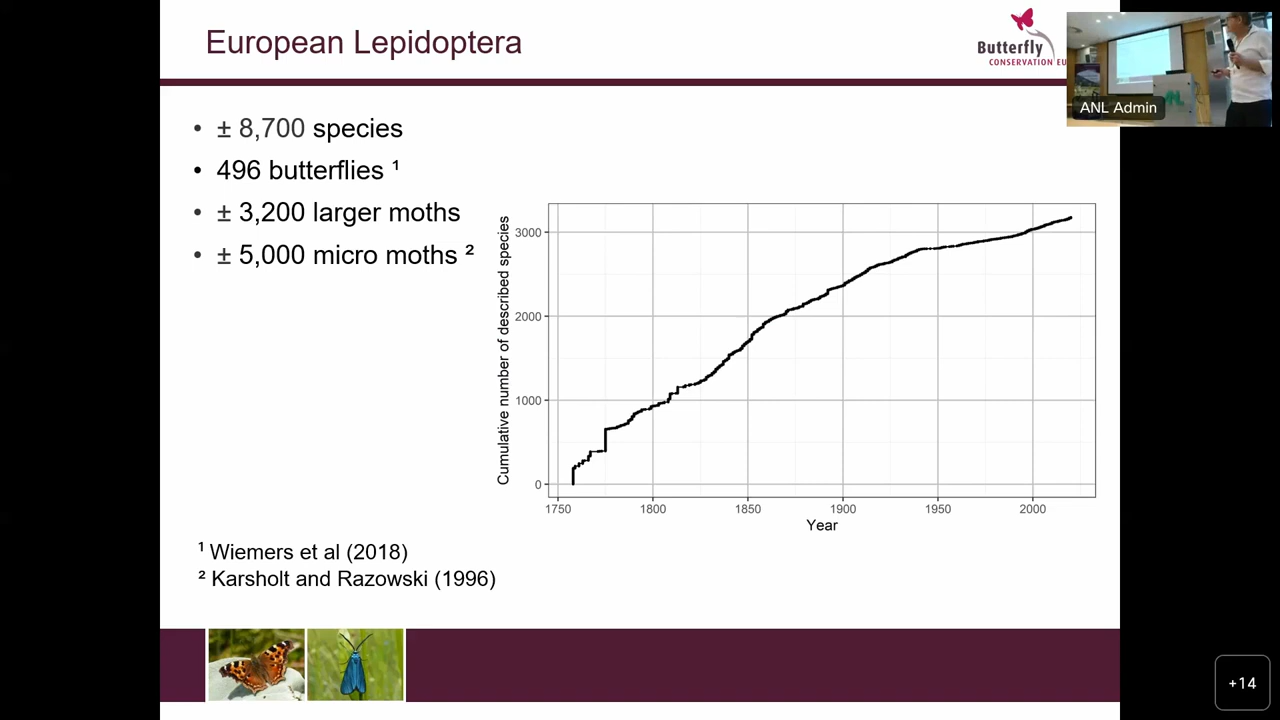 European Lepidoptera
Butterfly
CONSERVATION EU
ANL Admin
• ± 8,700 species
• 496 butterflies ¹
• ± 3,200 larger moths
• ± 5,000 micro moths ²
Cumulative number of described species
3000
2000
1000
0
1750 1800 1850 1900 1950 2000
Year
¹ Wiemers et al (2018)
² Karsholt and Razowski (1996)
+14